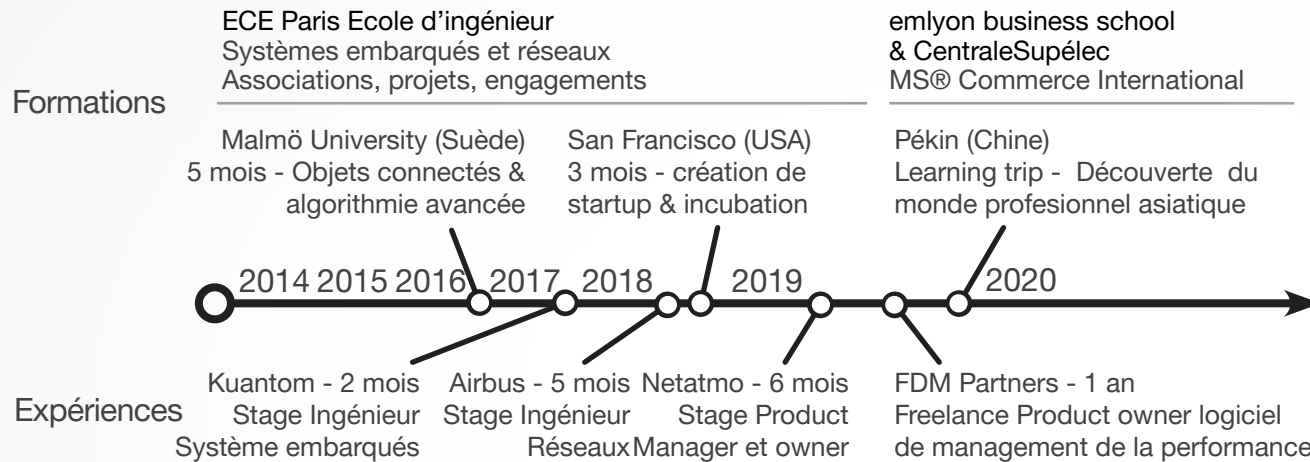 ECE Paris Ecole d’ingénieur
Systèmes embarqués et réseaux
Associations, projets, engagements
emlyon business school
& CentraleSupélec
MS® Commerce International
Formations
Malmö University (Suède)
5 mois - Objets connectés &
algorithmie avancée
San Francisco (USA)
3 mois - création de
startup & incubation
Pékin (Chine)
Learning trip - Découverte du
monde profesionnel asiatique
2014 2015 2016 2017 2018 2019 2020
Expériences
Kuantom - 2 mois
Stage Ingénieur
Système embarqués
Airbus - 5 mois
Stage Ingénieur
Réseaux
Netatmo - 6 mois
Stage Product
Manager et owner
FDM Partners - 1 an
Freelance Product owner logiciel
de management de la performance